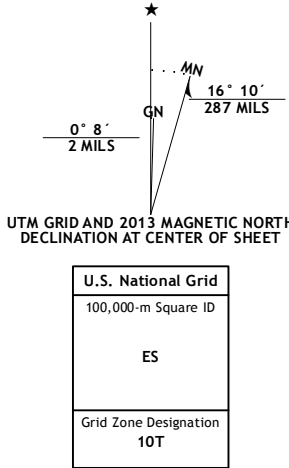 ★
MN
GN
16° 10´
287 MILS
0° 8´
2 MILS
UTM GRID AND 2013 MAGNETIC NORTH
DECLINATION AT CENTER OF SHEET
U.S. National Grid
100,000-m Square ID
ES
Grid Zone Designation
10T